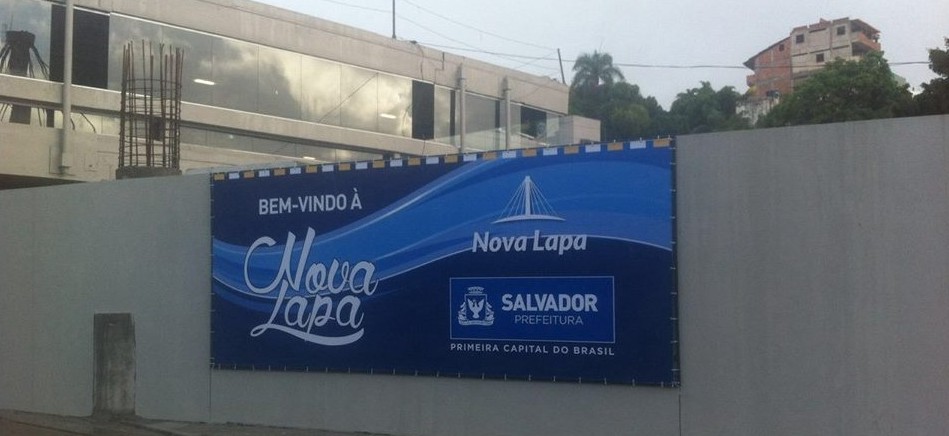 BEM-VINDO À
Nova
Lapa
Nova Lapa
SALVADOR
PREFEITURA
PRIMEIRA CAPITAL DO BRASIL